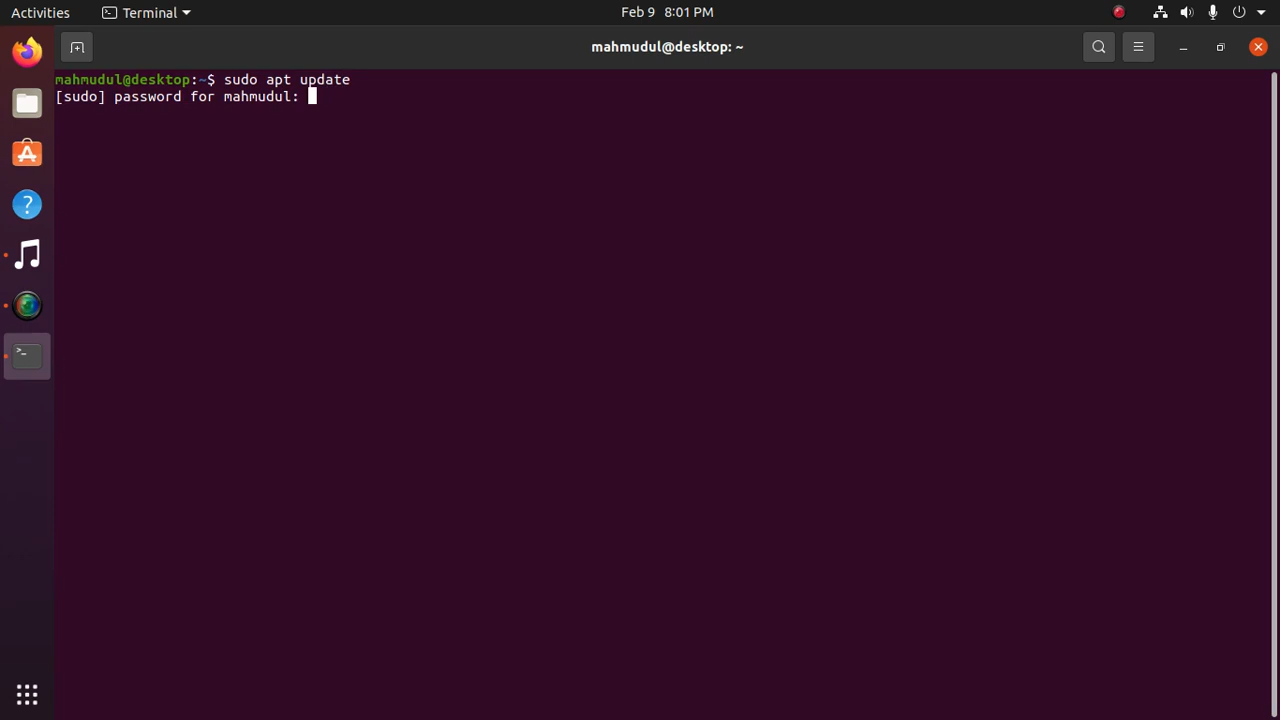 Activities
Terminal
Feb 9 8:01 PM
mahmudul@desktop: ~
mahmudul@desktop:~$ sudo apt update
[sudo] password for mahmudul: